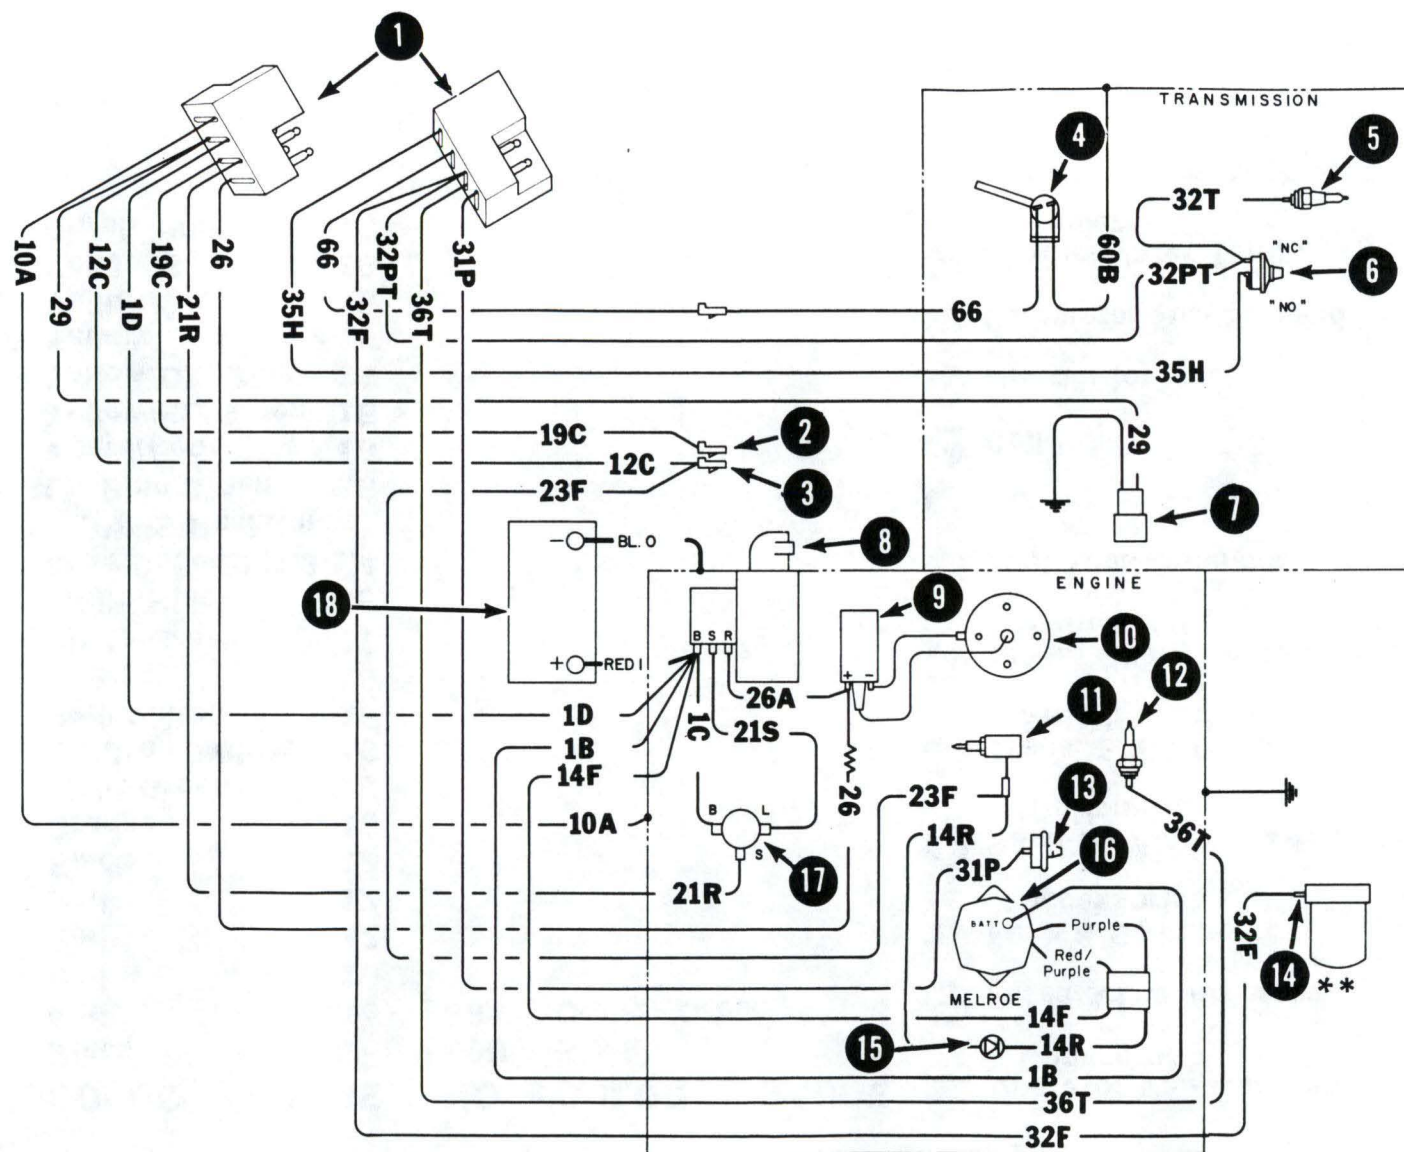 1
TRANSMISSION
4
5
32T
"NC"
6
32PT
"NO"
60B
10A
29
12C
1D
19C
21R
26
35H
66
32F
32PT
36T
31P
66
35H
29
19C
2
12C
3
23F
7
- BL. O
8
18
ENGINE
9
B S R
10
+ RED 1
+ -
26A
12
1D
1C
21S
11
1B
14F
26
23F
13
B L
10A
14R
36T
16
S
17
31P
21R
BATT
Purple
32F
14
Red/
Purple
**
MELROE
14F
15
14R
1B
36T
32F